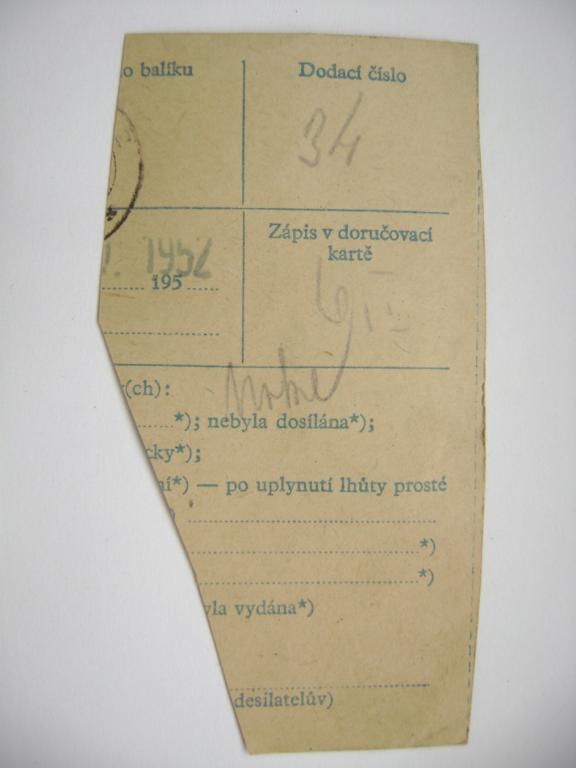 o balíku
Dodací číslo
34
Zápis v doručovací
kartě
1952
195
(ch):
*); nebyla dosílána*);
cky*);
ní*) — po uplynutí lhůty prosté
*)
*)
yla vydána*)
desilatelův)